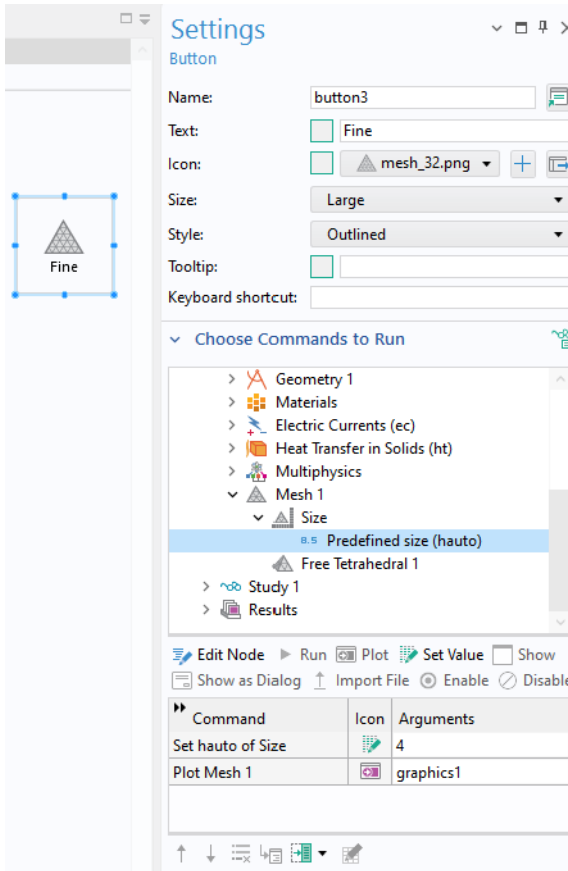 Settings
Button
Name:
button3
Text:
Fine
Icon:
mesh_32.png
Size:
Large
Style:
Outlined
Tooltip:
Keyboard shortcut:
Fine
Choose Commands to Run
Geometry 1
Materials
Electric Currents (ec)
Heat Transfer in Solids (ht)
Multiphysics
Mesh 1
Size
8.5 Predefined size (hauto)
Free Tetrahedral 1
Study 1
Results
Edit Node Run Plot Set Value Show
Show as Dialog Import File Enable Disable
Command Icon Arguments
Set hauto of Size 4
Plot Mesh 1 graphics1